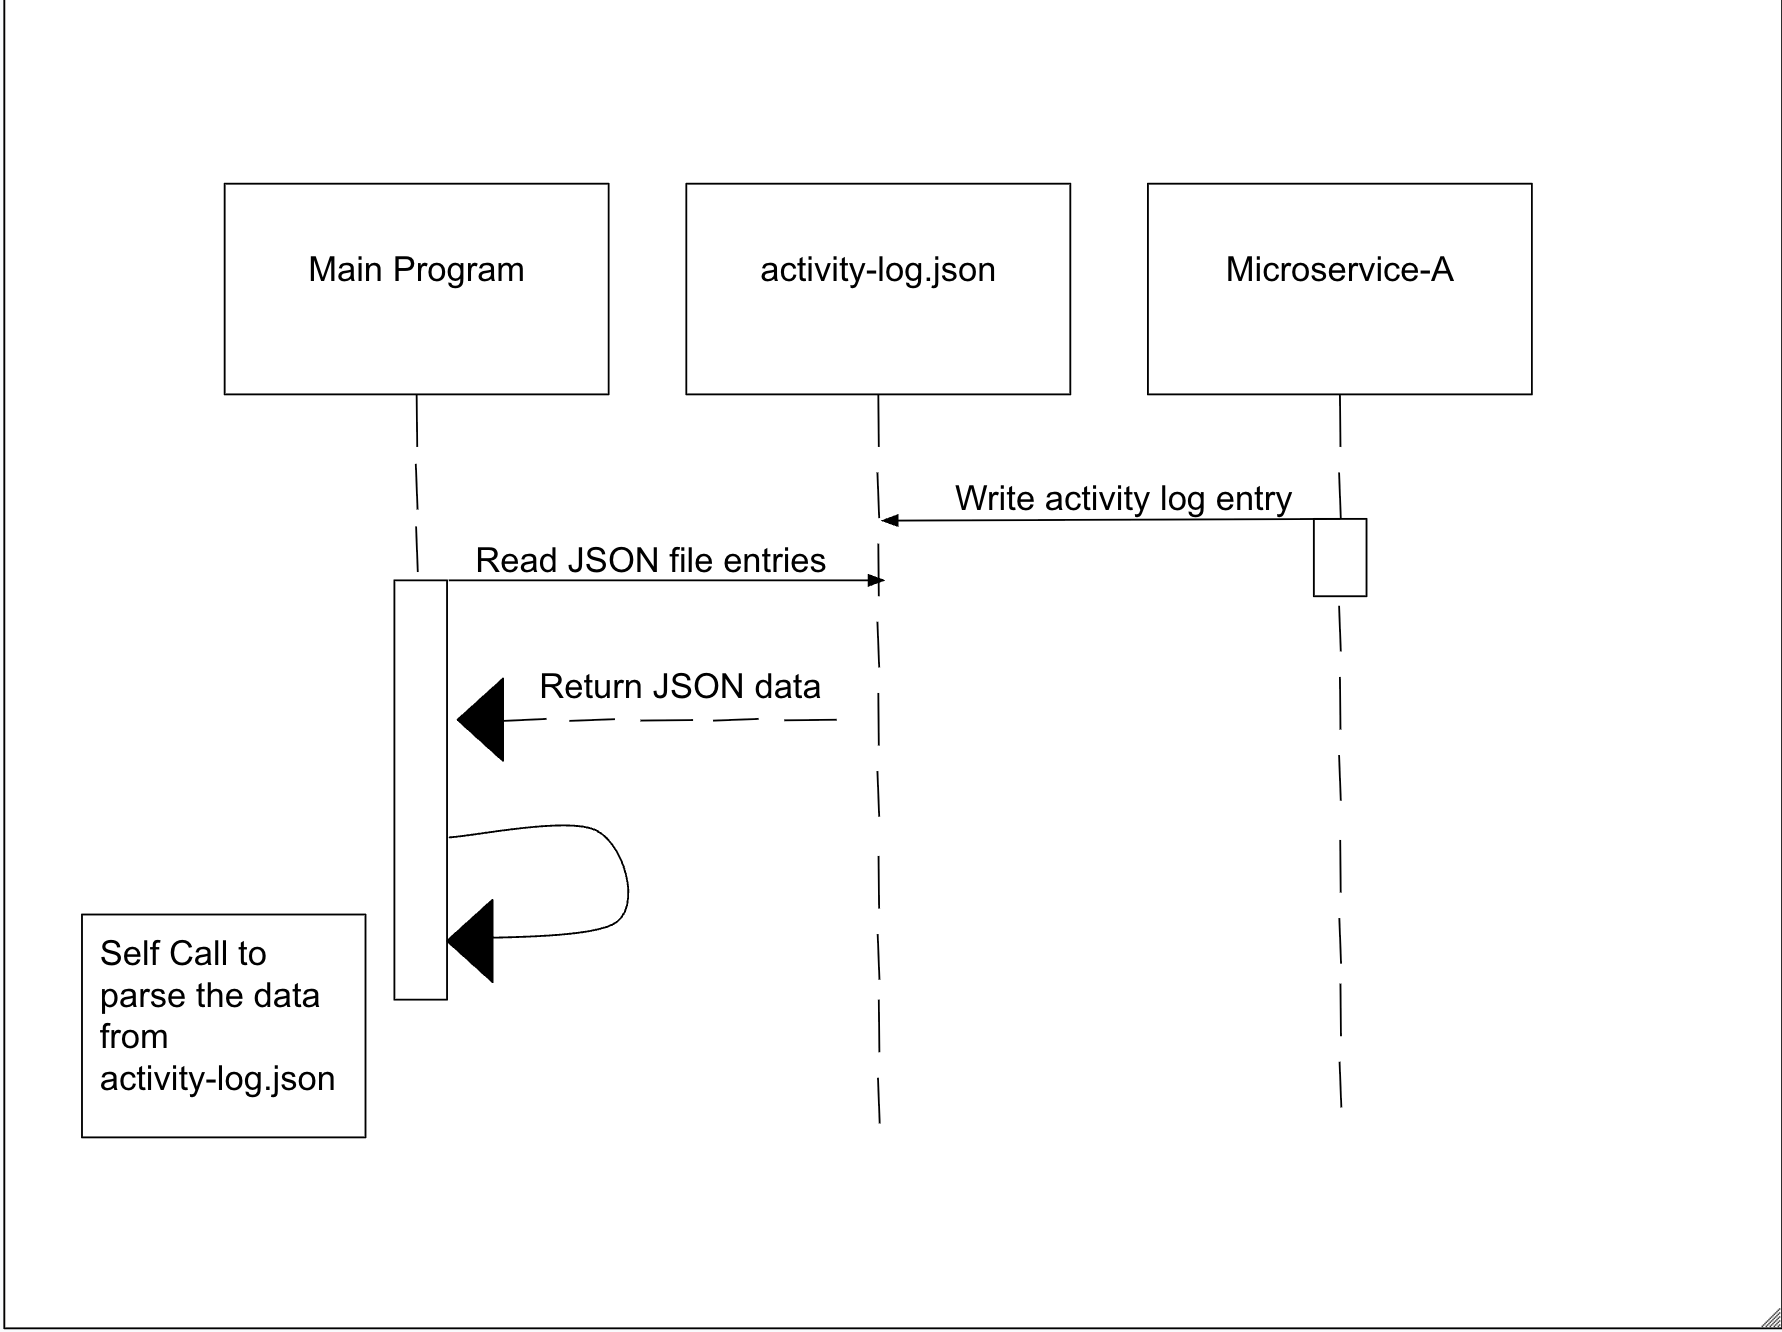 Main Program
activity-log.json
Microservice-A
Write activity log entry
Read JSON file entries
Return JSON data
Self Call to
parse the data
from
activity-log.json